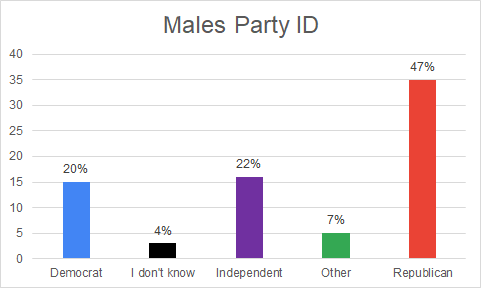 Males Party ID
40
35
30
25
20
15
10
5
0
20%
4%
22%
7%
47%
Democrat
I don't know
Independent
Other
Republican